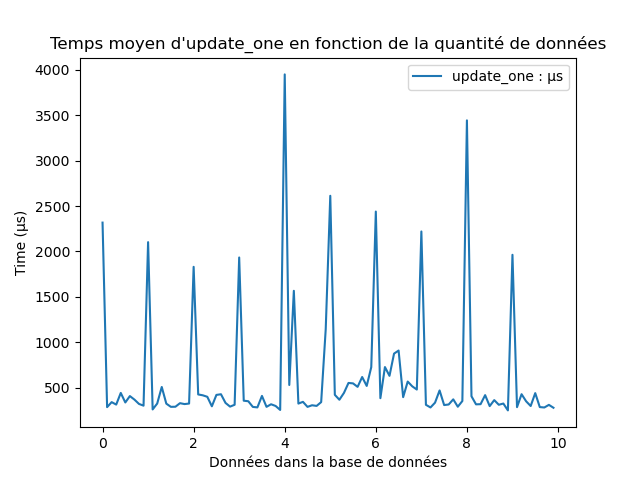 Temps moyen d'update_one en fonction de la quantité de données
update_one : µs
4000
3500
3000
2500
2000
1500
1000
500
Time (µs)
0 2 4 6 8 10
Données dans la base de données